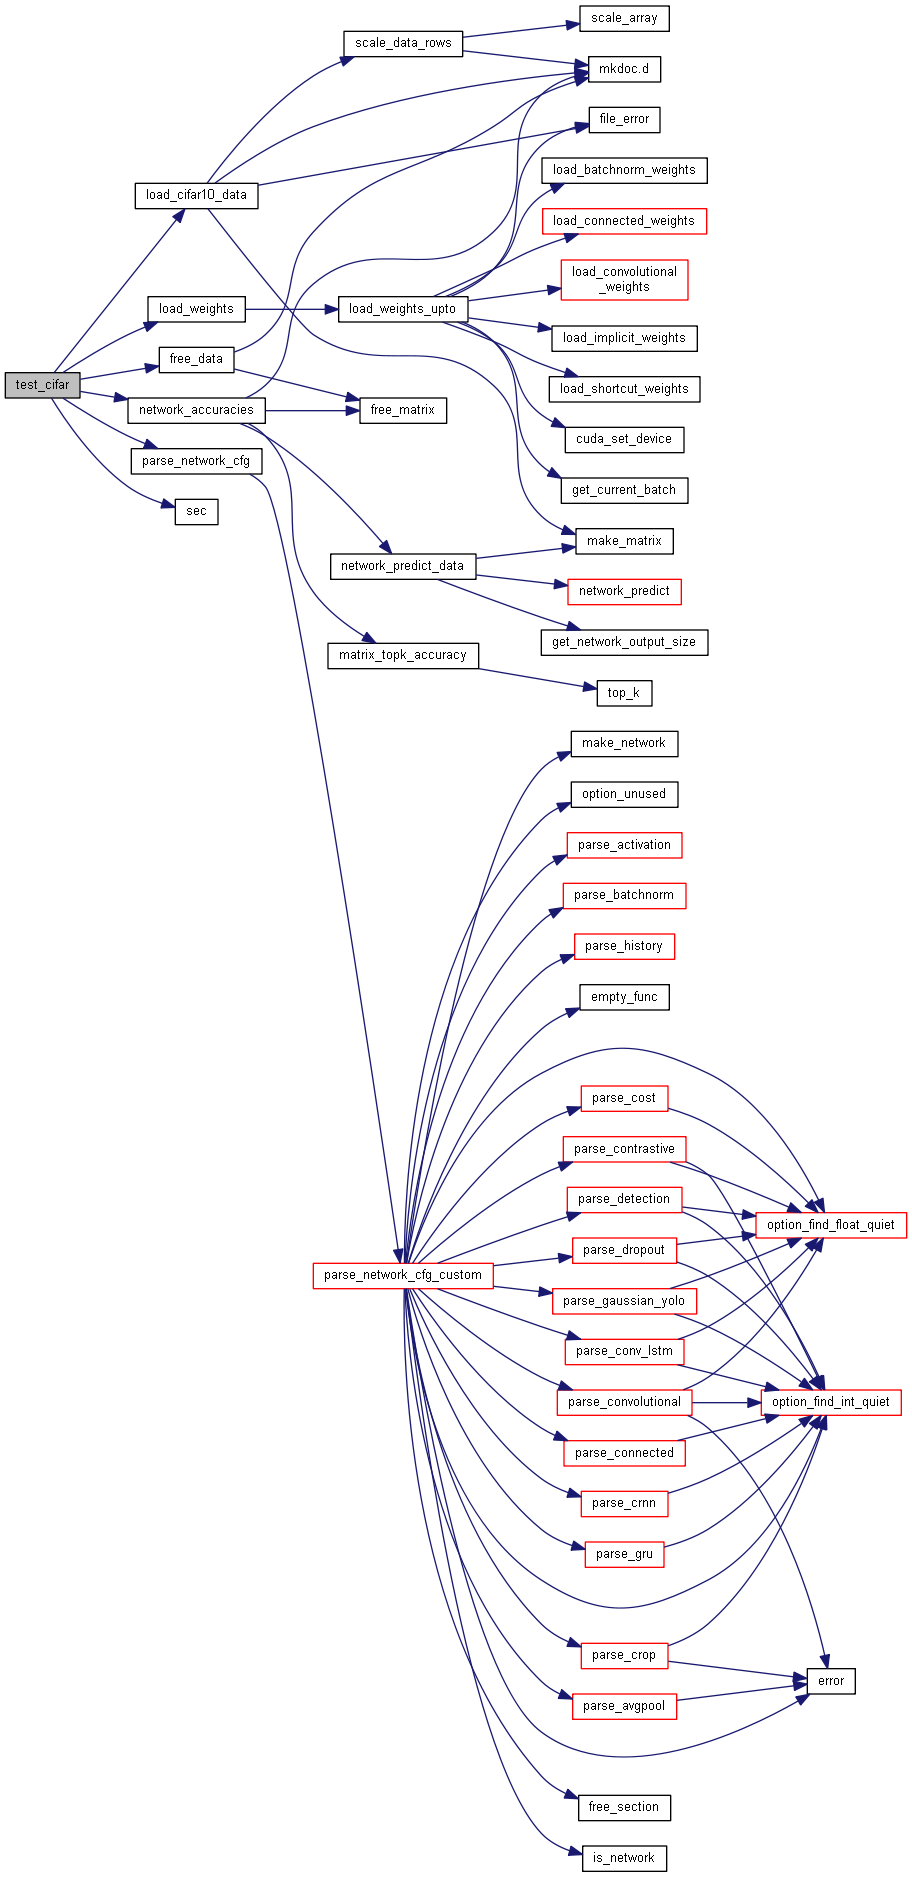 scale_array
scale_data_rows
mkdoc.d
file_error
load_batchnorm_weights
load_cifar10_data
load_connected_weights
load_convolutional
_weights
load_weights
load_weights_upto
load_implicit_weights
free_data
test_cifar
load_shortcut_weights
network_accuracies
free_matrix
cuda_set_device
parse_network_cfg
get_current_batch
sec
make_matrix
network_predict_data
network_predict
get_network_output_size
matrix_topk_accuracy
top_k
make_network
option_unused
parse_activation
parse_batchnorm
parse_history
empty_func
parse_cost
parse_contrastive
parse_detection
option_find_float_quiet
parse_dropout
parse_network_cfg_custom
parse_gaussian_yolo
parse_conv_lstm
parse_convolutional
option_find_int_quiet
parse_connected
parse_crnn
parse_gru
parse_crop
error
parse_avgpool
free_section
is_network